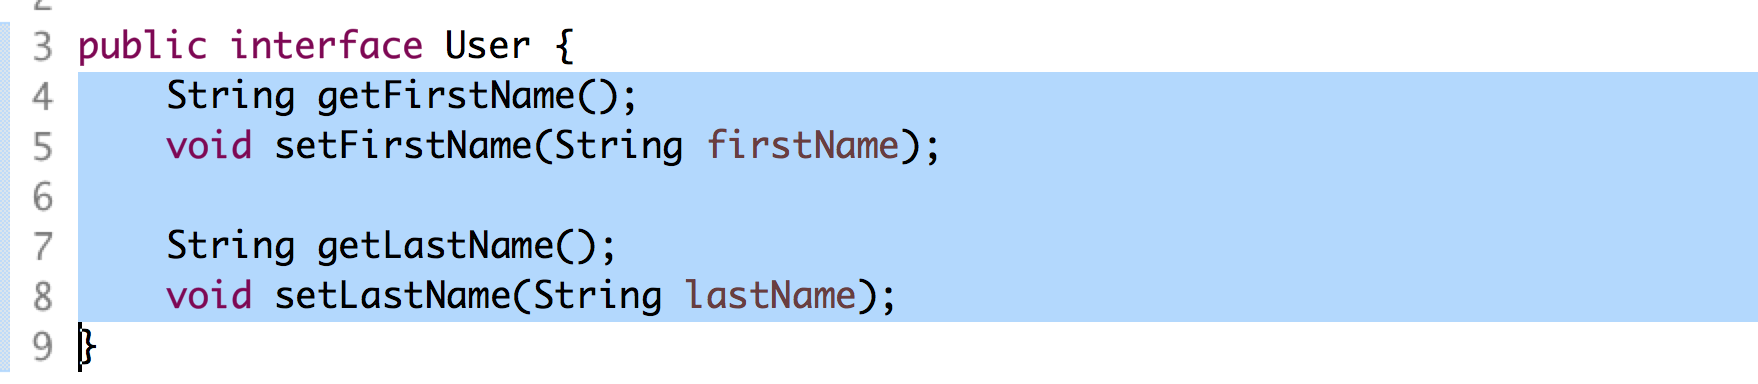 2
3 public interface User {
4 String getFirstName();
5 void setFirstName(String firstName);
6
7 String getLastName();
8 void setLastName(String lastName);
9 }